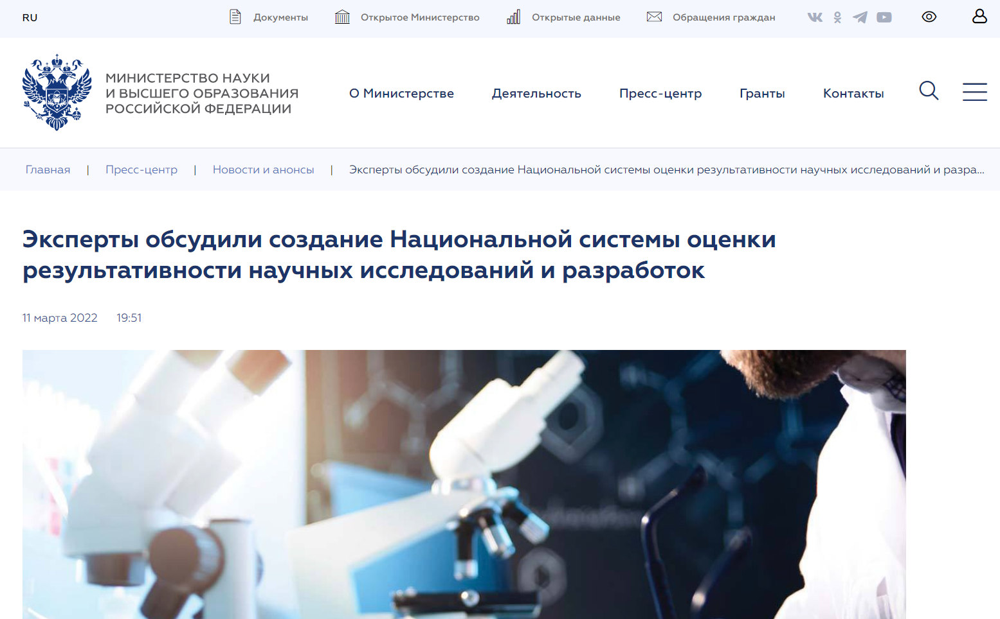 RU
Документы
Открытое Министерство
Открытые данные
Обращения граждан
МИНИСТЕРСТВО НАУКИ
И ВЫСШЕГО ОБРАЗОВАНИЯ
РОССИЙСКОЙ ФЕДЕРАЦИИ
О Министерстве
Деятельность
Пресс-центр
Гранты
Контакты
Главная | Пресс-центр | Новости и анонсы | Эксперты обсудили создание Национальной системы оценки результативности научных исследований и разра...
Эксперты обсудили создание Национальной системы оценки
результативности научных исследований и разработок
11 марта 2022 19:51